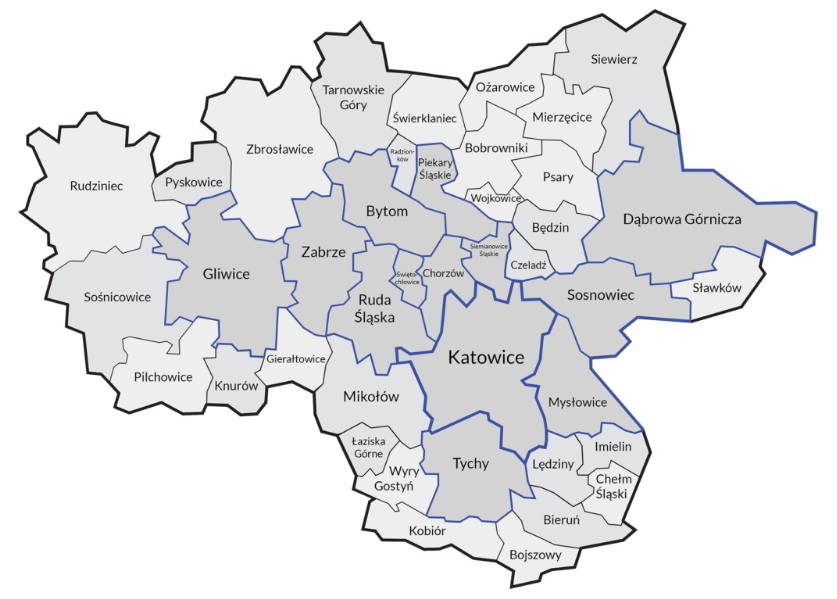 Siewierz
Tarnowskie
Góry
Ożarowice
Świerklaniec
Mierzęcice
Zbrosławice
Bobrowniki
Radzion-
ków
Piekary
Śląskie
Psary
Rudziniec
Pyskowice
Wojkowice
Bytom
Dąbrowa Górnicza
Będzin
Zabrze
Siemianowice
Śląskie
Gliwice
Chorzów
Czeladź
Święto-
chłowice
Sośnicowice
Ruda
Śląska
Sosnowiec
Sławków
Katowice
Gierałtowice
Pilchowice
Knurów
Mikołów
Mysłowice
Łaziska
Górne
Imielin
Tychy
Lędziny
Wyry
Gostyń
Chełm
Śląski
Bieruń
Kobiór
Bojszowy